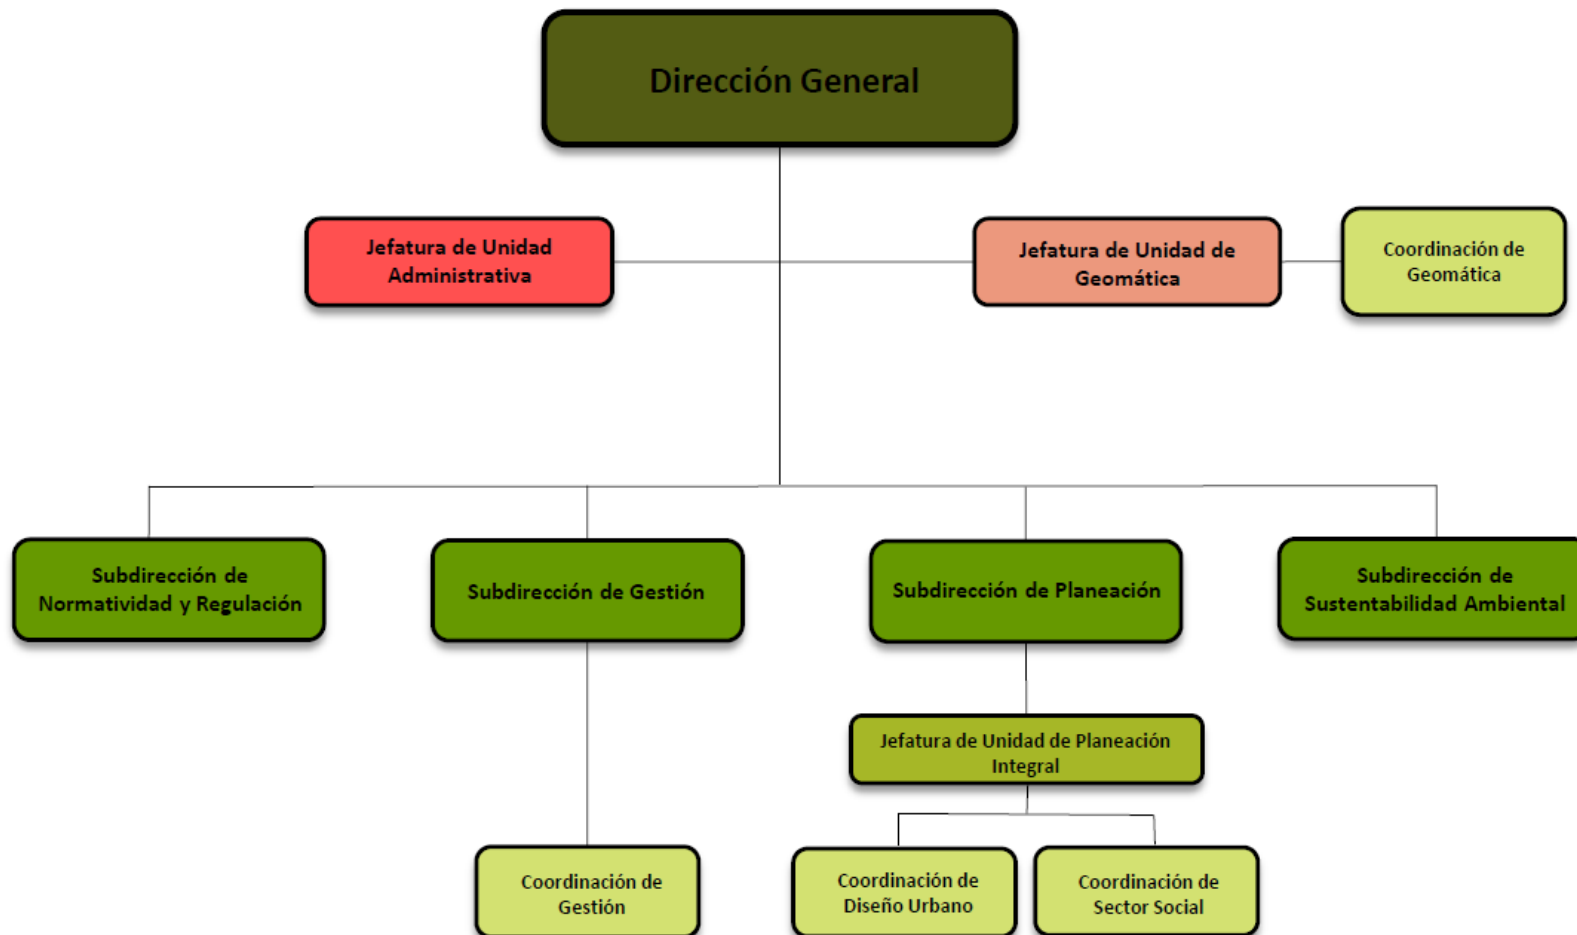 Dirección General
Jefatura de Unidad
Administrativa
Jefatura de Unidad de
Geomática
Coordinación de
Geomática
Subdirección de
Normatividad y Regulación
Subdirección de Gestión
Subdirección de Planeación
Subdirección de
Sustentabilidad Ambiental
Jefatura de Unidad de Planeación
Integral
Coordinación de
Gestión
Coordinación de
Diseño Urbano
Coordinación de
Sector Social